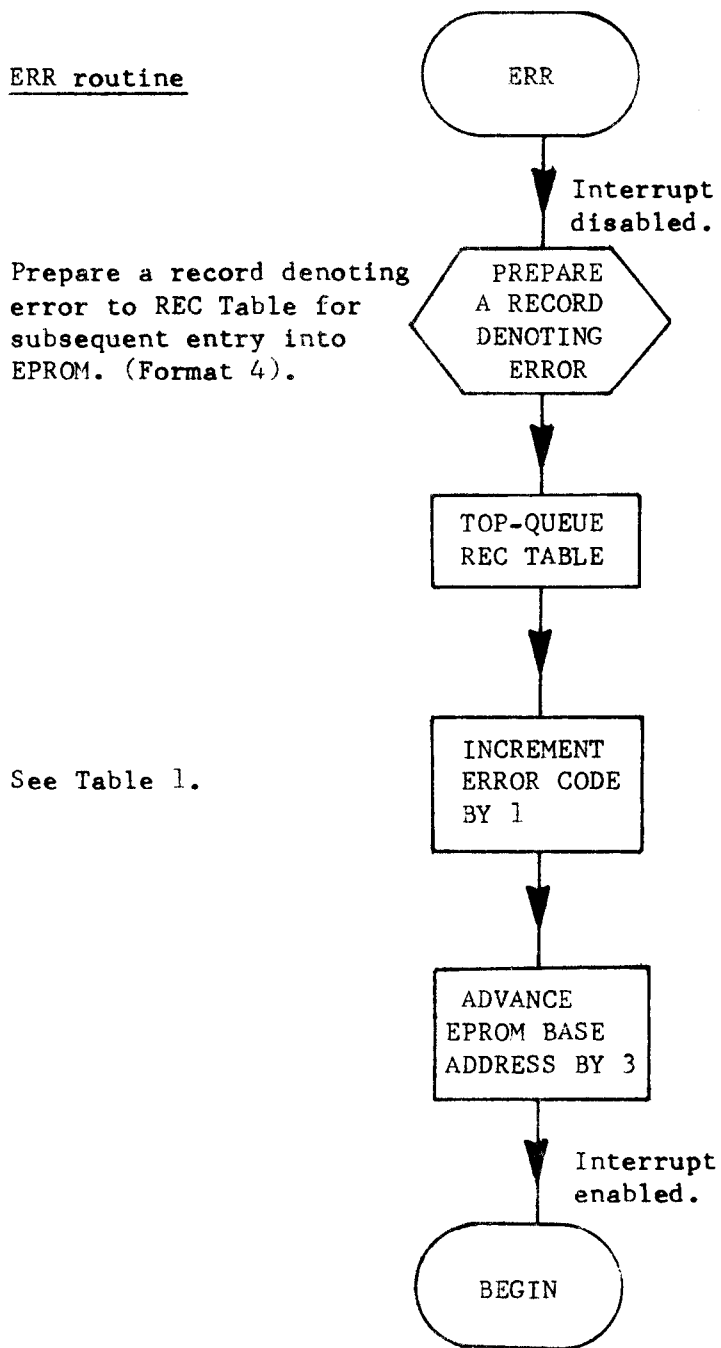 ERR routine
ERR
Interrupt
disabled.
Prepare a record denoting
error to REC Table for
subsequent entry into
EPROM. (Format 4).
PREPARE
A RECORD
DENOTING
ERROR
TOP-QUEUE
REC TABLE
See Table 1.
INCREMENT
ERROR CODE
BY 1
ADVANCE
EPROM BASE
ADDRESS BY 3
Interrupt
enabled.
BEGIN